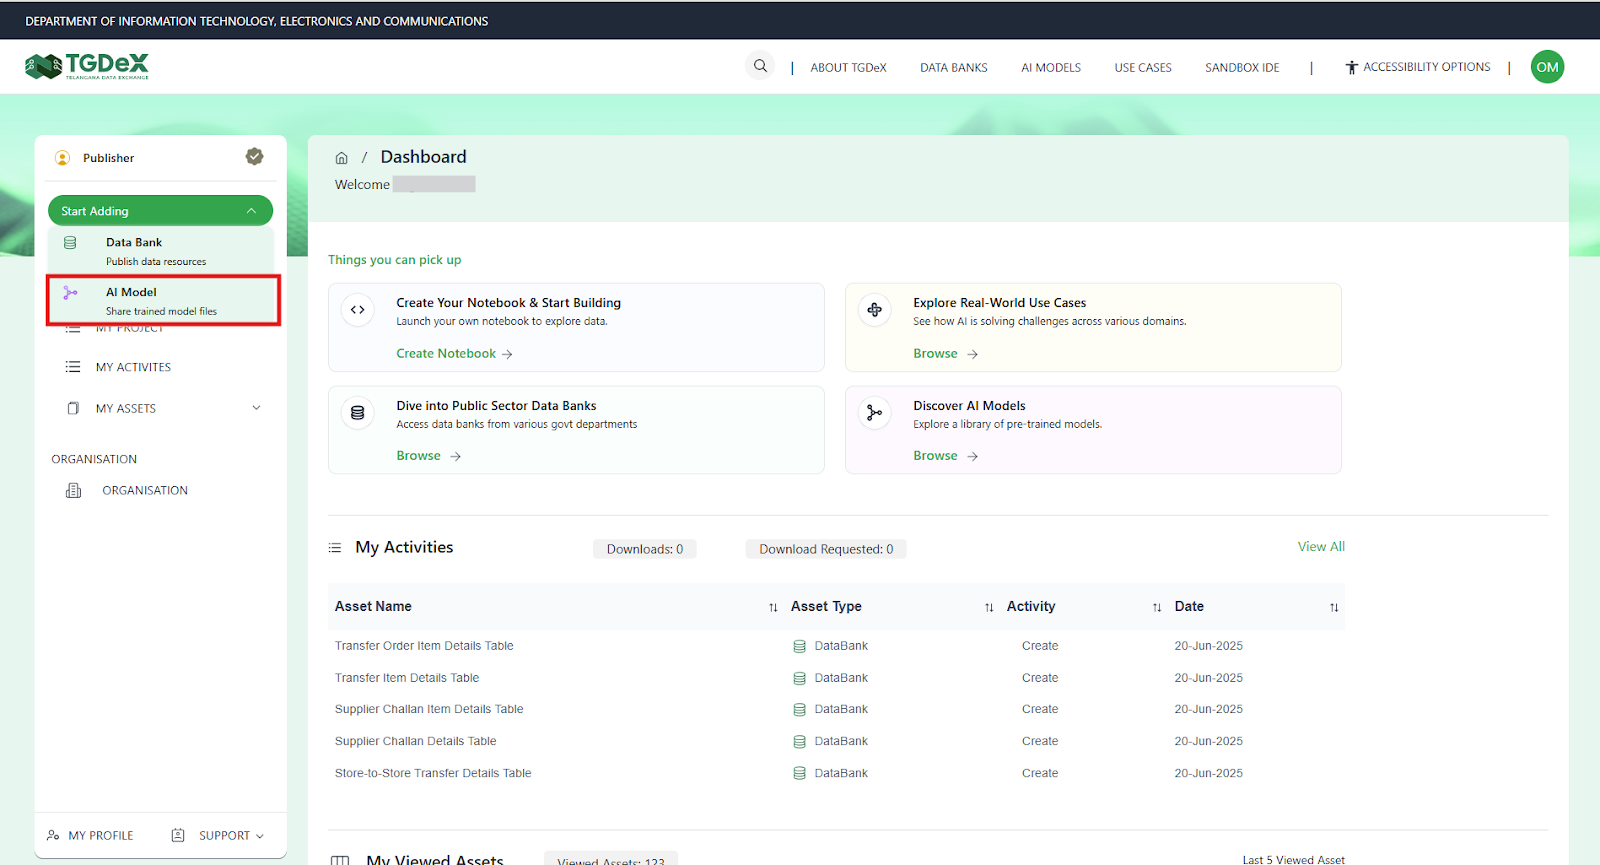 DEPARTMENT OF INFORMATION TECHNOLOGY, ELECTRONICS AND COMMUNICATIONS
TGDeX
TELANGANA DATA EXCHANGE
| ABOUT TGDeX DATA BANKS AI MODELS USE CASES SANDBOX IDE | ACCESSIBILITY OPTIONS | OM
Publisher
Start Adding
Data Bank
Publish data resources
AI Model
Share trained model files
MY PROJECT
MY ACTIVITES
MY ASSETS
ORGANISATION
ORGANISATION
MY PROFILE
SUPPORT
/ Dashboard
Welcome
Things you can pick up
Create Your Notebook & Start Building
Launch your own notebook to explore data.
Create Notebook →
Explore Real-World Use Cases
See how AI is solving challenges across various domains.
Browse →
Dive into Public Sector Data Banks
Access data banks from various govt departments
Browse →
Discover AI Models
Explore a library of pre-trained models.
Browse →
My Activities Downloads: 0 Download Requested: 0 View All
Asset Name Asset Type Activity Date
Transfer Order Item Details Table DataBank Create 20-Jun-2025
Transfer Item Details Table DataBank Create 20-Jun-2025
Supplier Challan Item Details Table DataBank Create 20-Jun-2025
Supplier Challan Details Table DataBank Create 20-Jun-2025
Store-to-Store Transfer Details Table DataBank Create 20-Jun-2025
My Viewed Assets Viewed Assets: 123 Last 5 Viewed Asset